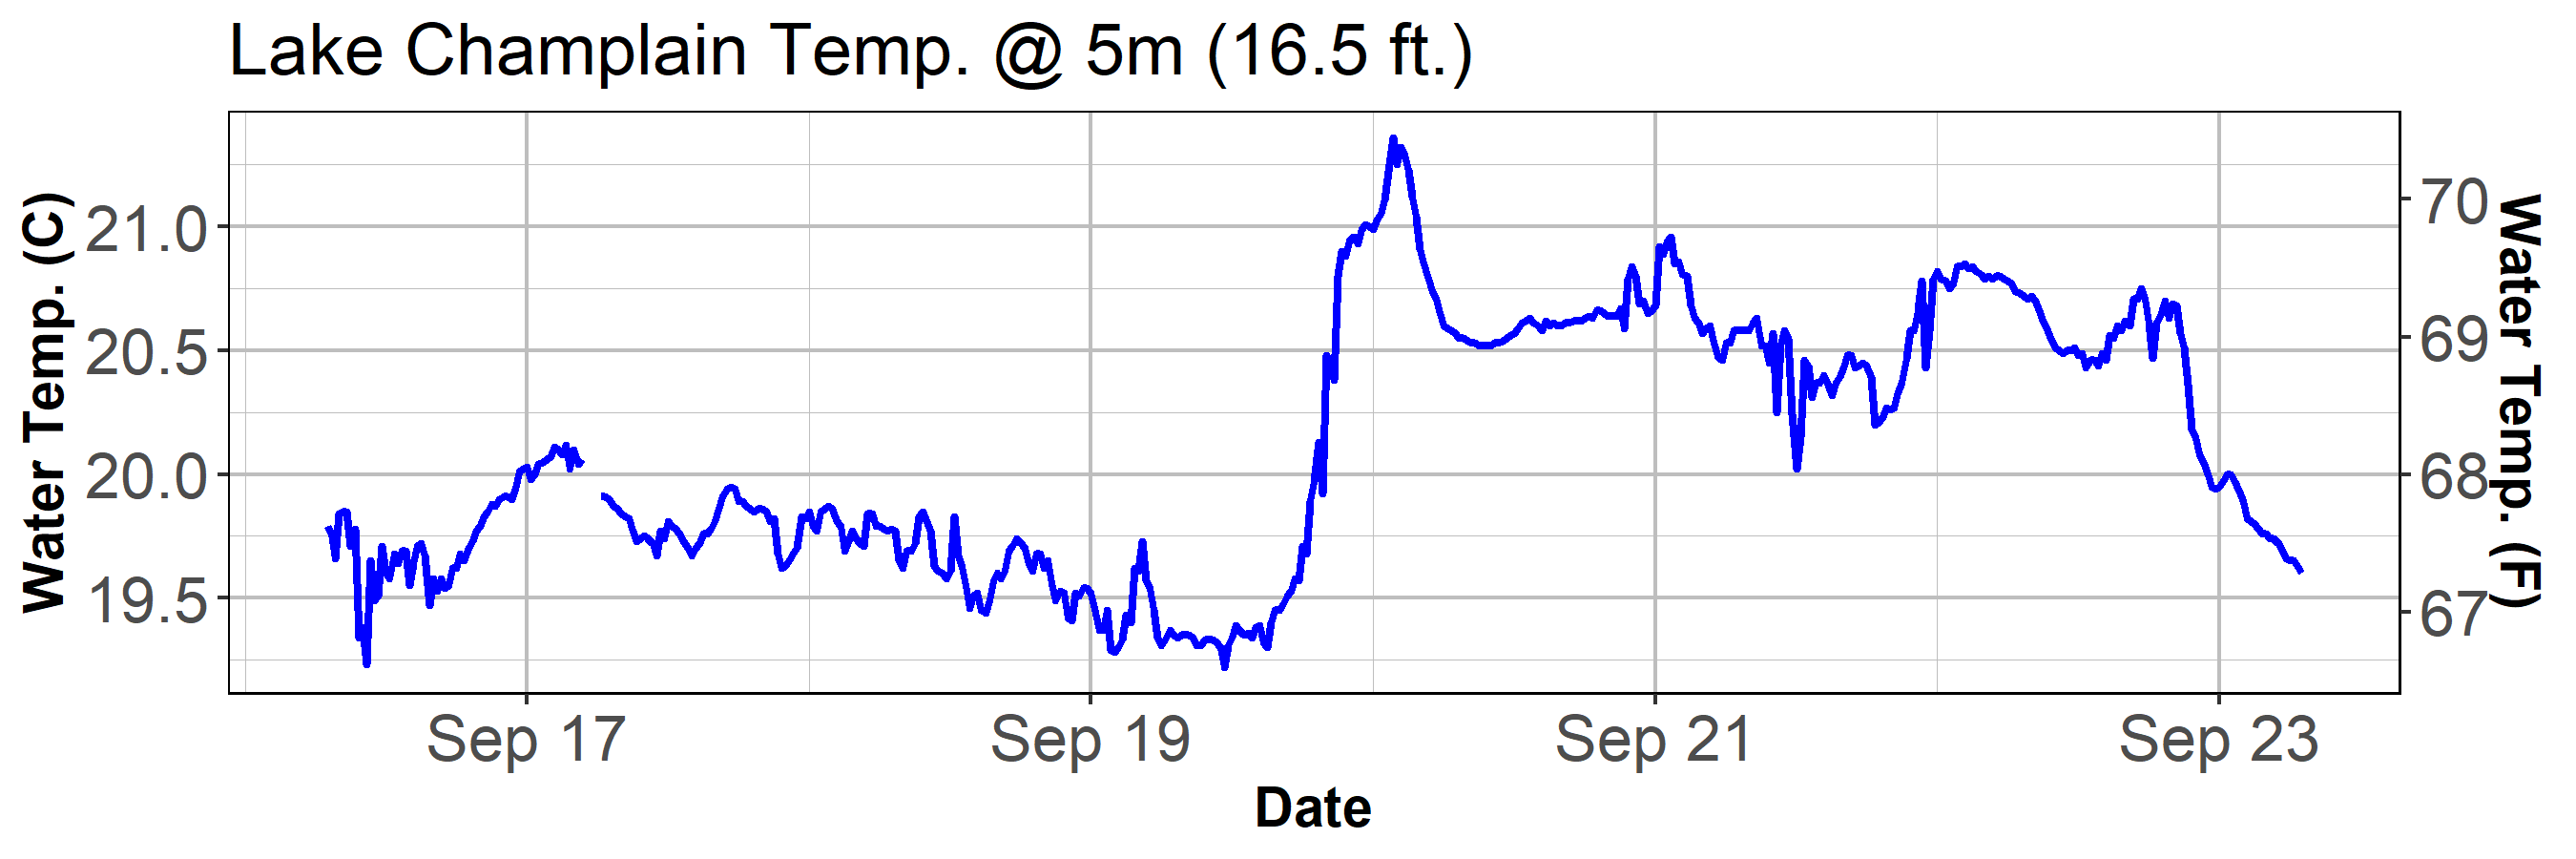 Lake Champlain Temp. @ 5m (16.5 ft.)
Water Temp. (C)
21.0
20.5
20.0
19.5
70
69
68
67
Water Temp. (F)
Sep 17
Sep 19
Sep 21
Sep 23
Date